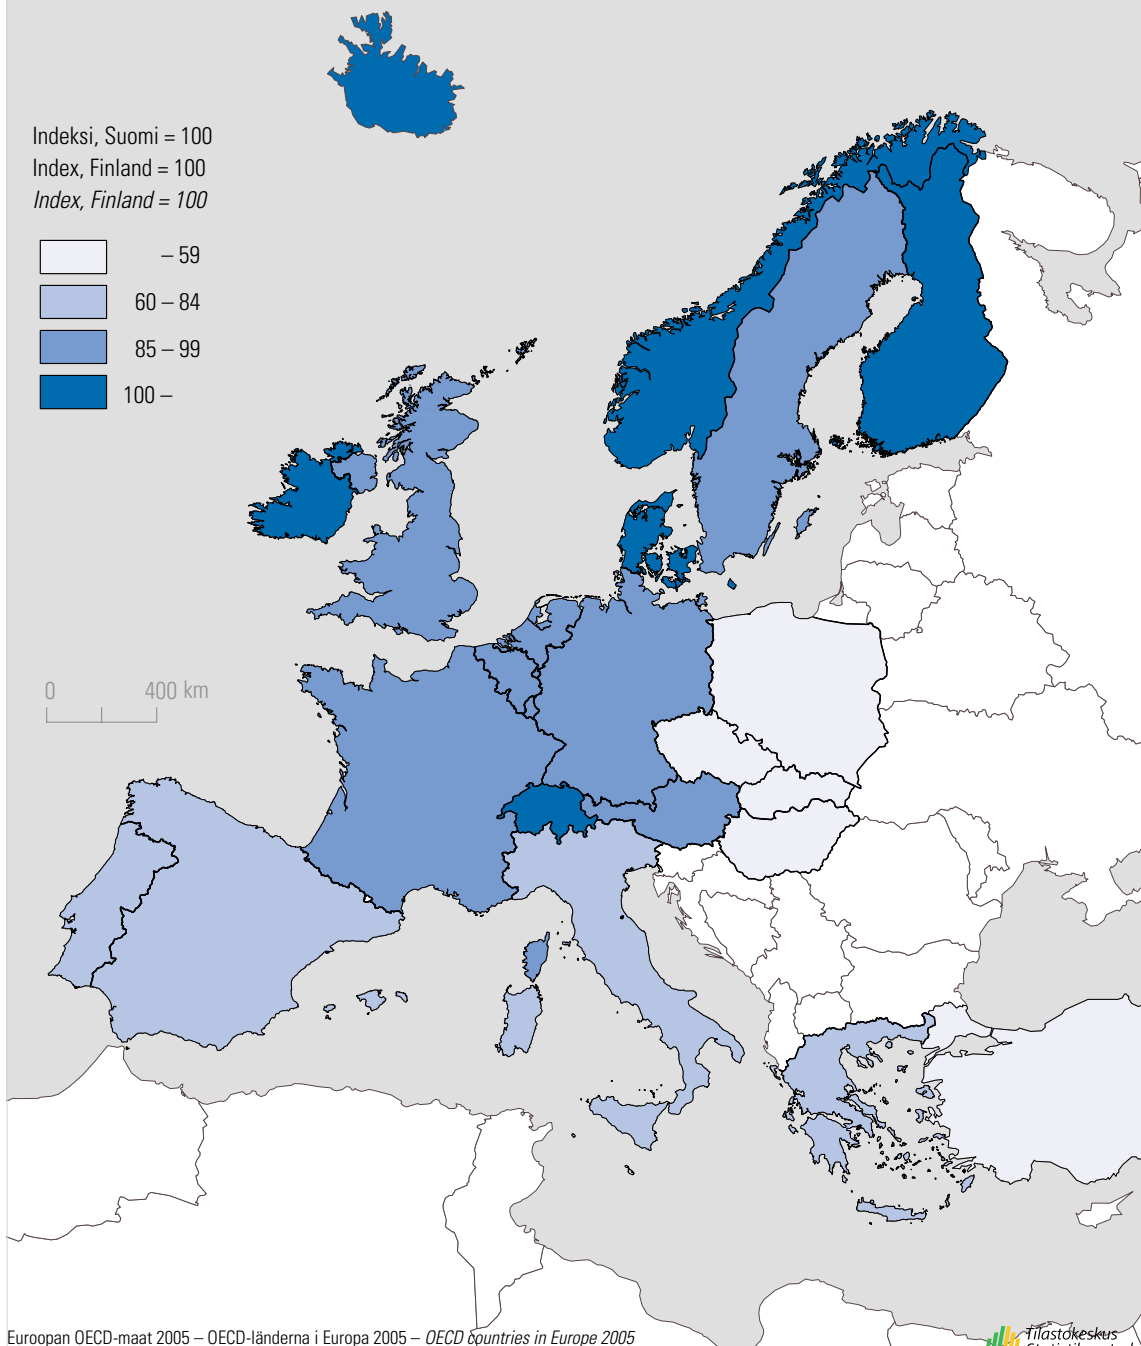 Indeksi, Suomi = 100
Index, Finland = 100
Index, Finland = 100
– 59
60 – 84
85 – 99
100 –
0 400 km
Euroopan OECD-maat 2005 – OECD-länderna i Europa 2005 – OECD countries in Europe 2005
Tilastokeskus